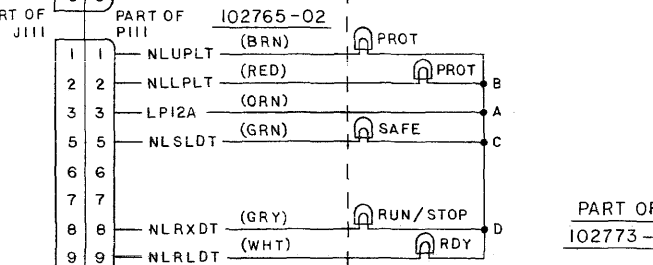 PART OF 102765-02
J111 P111
1 1 NLUPLT (BRN) PROT
2 2 NLLPLT (RED) PROT B
3 3 LP12A (ORN) A
5 5 NLSLDT (GRN) SAFE C
6 6
7 7
8 8 NLRXDT (GRY) RUN/STOP D
9 9 NLRLDT (WHT) RDY
PART OF
102773-